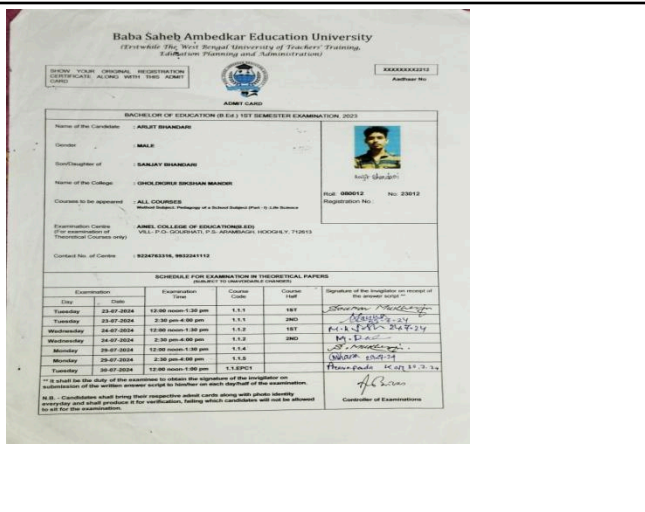 Baba Saheb Ambedkar Education University
(Erstwhile The West Bengal University of Teachers' Training,
Education Planning and Administration)
SHOW YOUR ORIGINAL REGISTRATION
CERTIFICATE ALONG WITH THIS ADMIT
CARD
XXXXXXXX2212
Aadhaar No
ADMIT CARD
BACHELOR OF EDUCATION (B.Ed.) 1ST SEMESTER EXAMINATION, 2023
Name of the Candidate : ARIJIT BHANDARI
Gender : MALE
Son/Daughter of : SANJAY BHANDARI
Name of the College : GHOLDIGRUI SIKSHAN MANDIR
Roll: 080612 No: 23012
Registration No.:
Courses to be appeared : ALL COURSES
Method Subject: Pedagogy of a School Subject (Part - I): Life Science
Examination Centre : AINEL COLLEGE OF EDUCATION(B.ED)
(For examination of VILL- P.O- GOURHATI, P.S- ARAMBAGH, HOOGHLY, 712613
Theoretical Courses only)
Contact No. of Centre : 9224763316, 9932241112
SCHEDULE FOR EXAMINATION IN THEORETICAL PAPERS
(SUBJECT TO UNAVOIDABLE CHANGES)
Examination Examination Time Course Code Course Half Signature of the Invigilator on receipt of the answer script **
Day Date
Tuesday 23-07-2024 12:00 noon-1:30 pm 1.1.1 1ST
Tuesday 23-07-2024 2:30 pm-4:00 pm 1.1.1 2ND
Wednesday 24-07-2024 12:00 noon-1:30 pm 1.1.2 1ST
Wednesday 24-07-2024 2:30 pm-4:00 pm 1.1.2 2ND
Monday 29-07-2024 12:00 noon-1:30 pm 1.1.4
Monday 29-07-2024 2:30 pm-4:00 pm 1.1.5
Tuesday 30-07-2024 12:00 noon-1:00 pm 1.1.EPC1
** It shall be the duty of the examinee to obtain the signature of the invigilator on
submission of the written answer script to him/her on each day/half of the examination.
N.B. - Candidates shall bring their respective admit cards along with photo identity
everyday and shall produce it for verification, failing which candidates will not be allowed
to sit for the examination.
Controller of Examinations